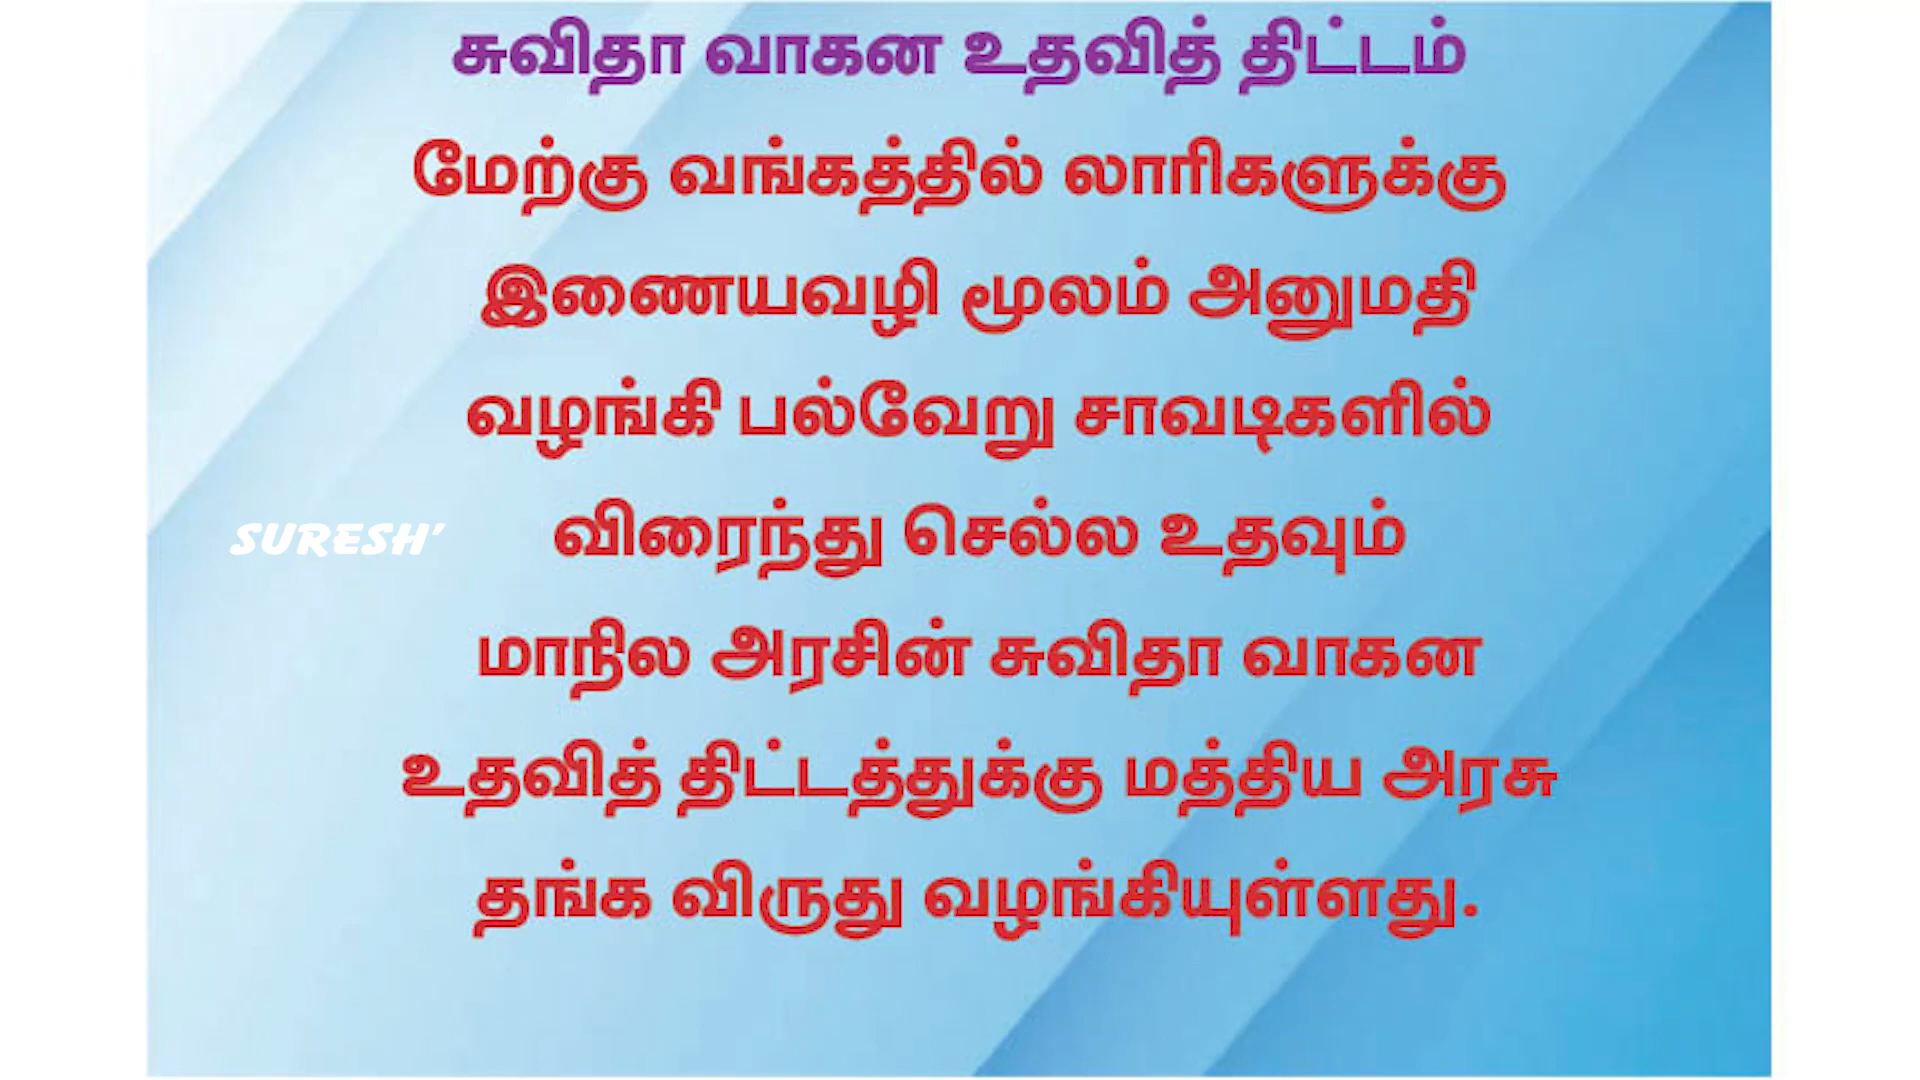 சுவிதா வாகன உதவித் திட்டம்
மேற்கு வங்கத்தில் லாரிகளுக்கு
இணையவழி மூலம் அனுமதி
வழங்கி பல்வேறு சாவடிகளில்
விரைந்து செல்ல உதவும்
SURESH'
மாநில அரசின் சுவிதா வாகன
உதவித் திட்டத்துக்கு மத்திய அரசு
தங்க விருது வழங்கியுள்ளது.